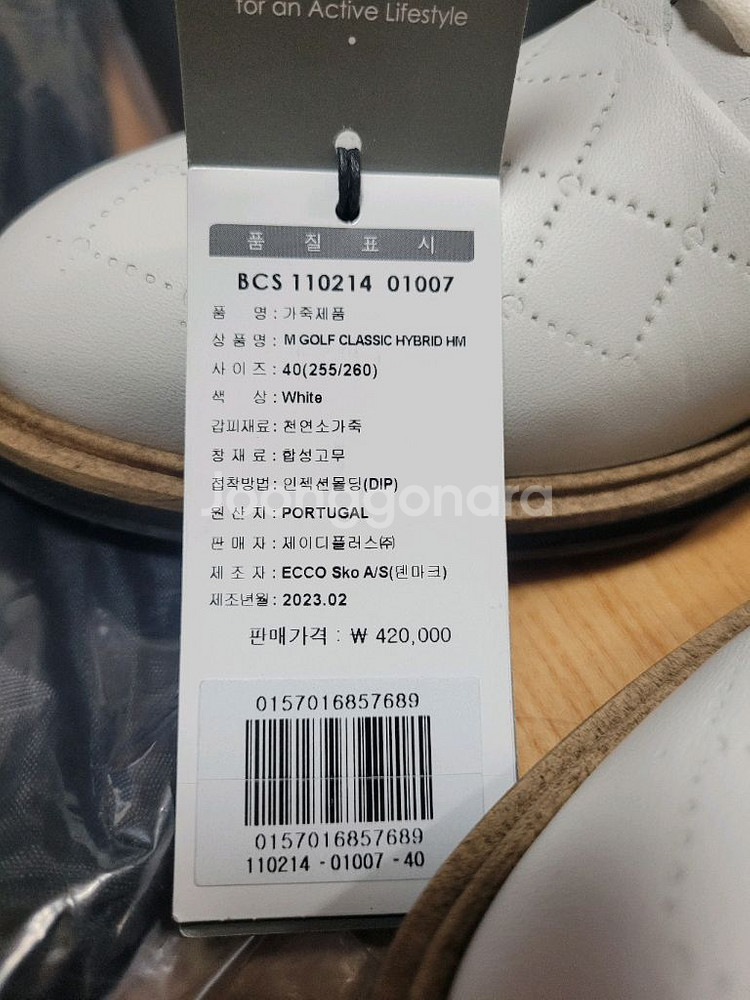 for an Active Lifestyle
품 질 표 시
BCS 110214 01007
품 명 : 가죽제품
상 품 명 : M GOLF CLASSIC HYBRID HM
사 이 즈 : 40(255/260)
색 상 : White
갑피재료 : 천연소가죽
창 재 료 : 합성고무
접착방법 : 인젝션몰딩(DIP)
joonggonara
원 산 지 : PORTUGAL
판 매 자 : 제이디플러스㈜
제 조 자 : ECCO Sko A/S(덴마크)
제조년월 : 2023.02
판매가격 : ₩ 420,000
0157016857689
0157016857689
110214 - 01007 - 40